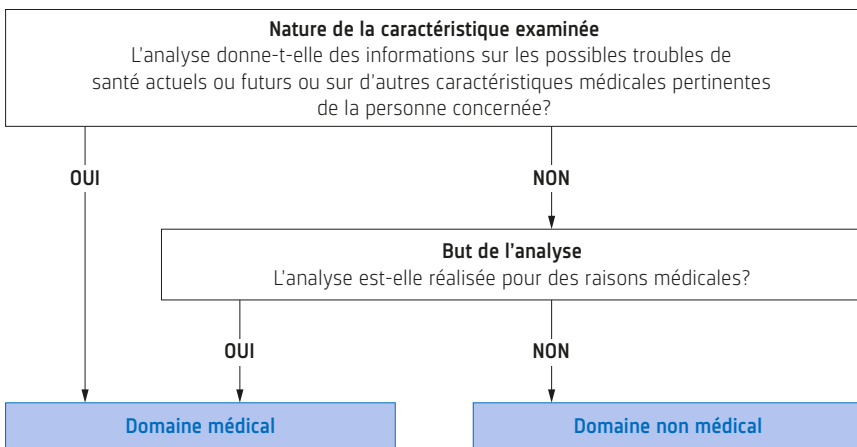 Nature de la caractéristique examinée
L'analyse donne-t-elle des informations sur les possibles troubles de
santé actuels ou futurs ou sur d'autres caractéristiques médicales pertinentes
de la personne concernée?
OUI
NON
But de l'analyse
L'analyse est-elle réalisée pour des raisons médicales?
OUI
NON
Domaine médical
Domaine non médical